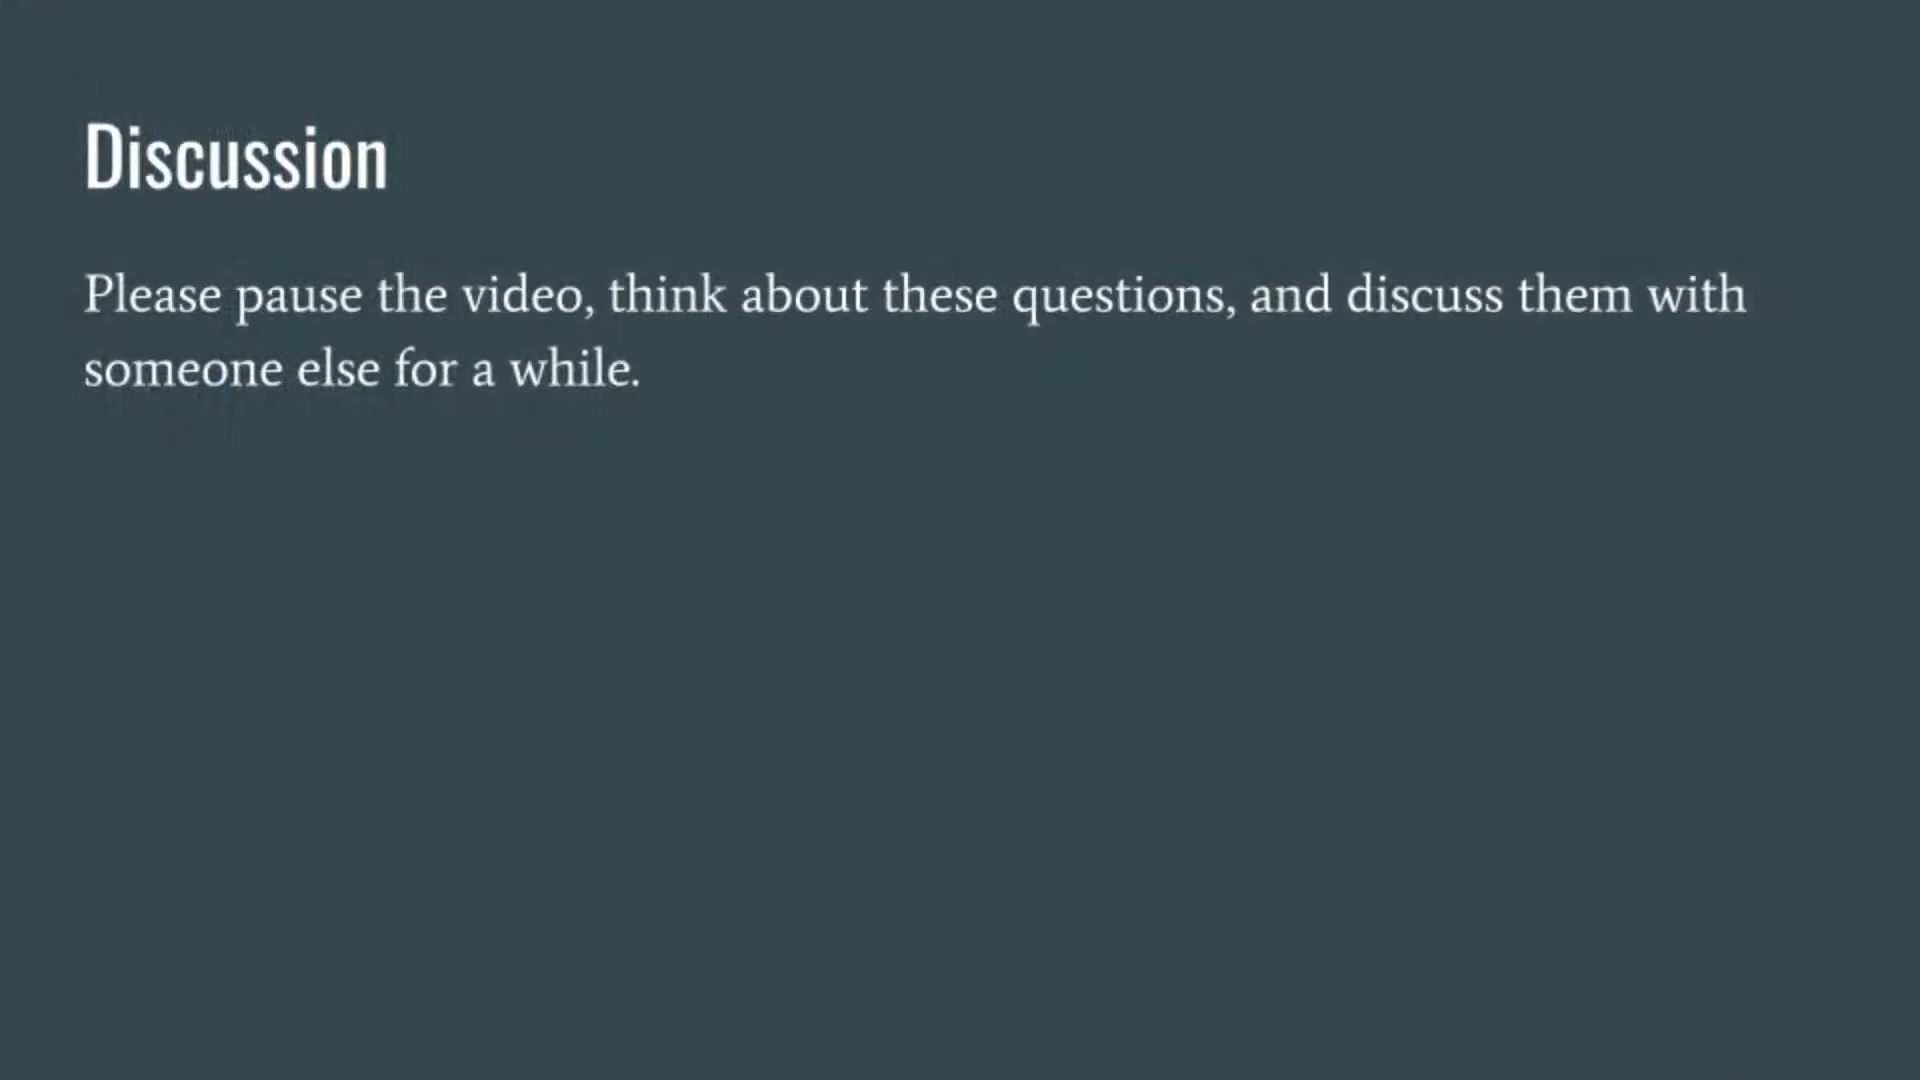 Discussion
Please pause the video, think about these questions, and discuss them with
someone else for a while.